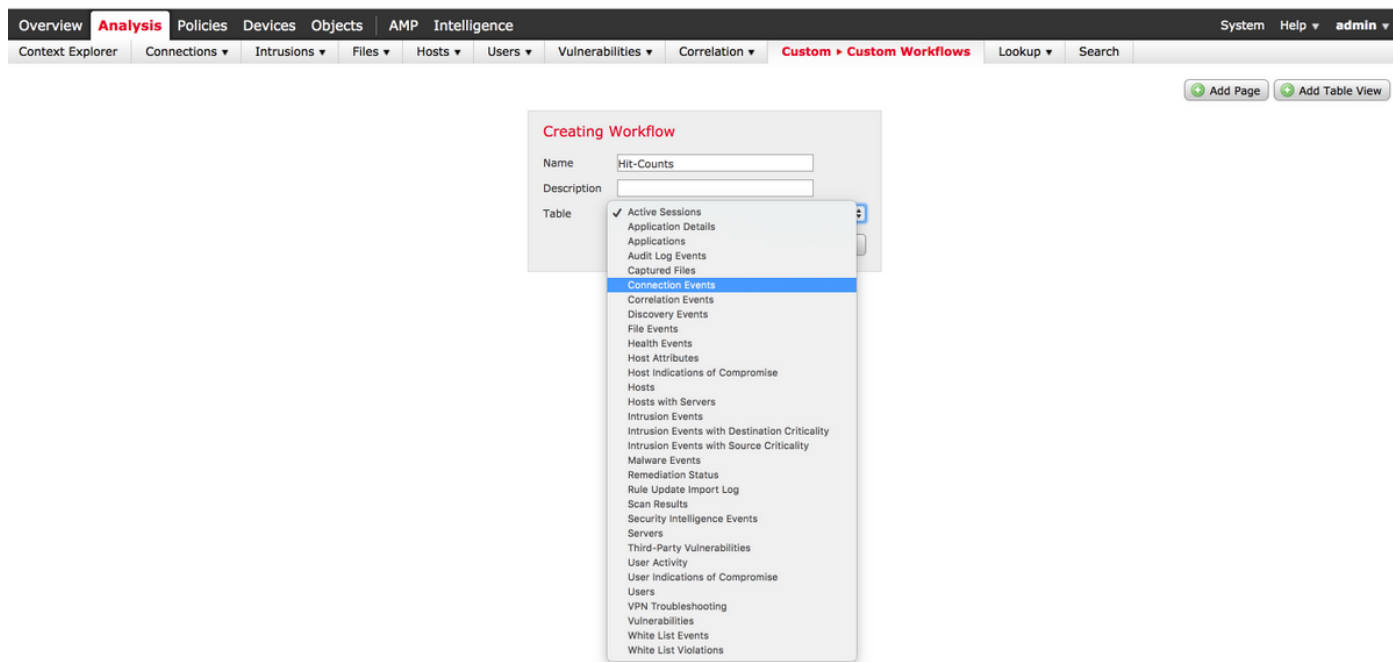 Overview Analysis Policies Devices Objects AMP Intelligence System Help ▾ admin ▾
Context Explorer Connections ▾ Intrusions ▾ Files ▾ Hosts ▾ Users ▾ Vulnerabilities ▾ Correlation ▾ Custom ▸ Custom Workflows Lookup ▾ Search
Add Page Add Table View
Creating Workflow
Name Hit-Counts
Description
Table ✓ Active Sessions
Application Details
Applications
Audit Log Events
Captured Files
Connection Events
Correlation Events
Discovery Events
File Events
Health Events
Host Attributes
Host Indications of Compromise
Hosts
Hosts with Servers
Intrusion Events
Intrusion Events with Destination Criticality
Intrusion Events with Source Criticality
Malware Events
Remediation Status
Rule Update Import Log
Scan Results
Security Intelligence Events
Servers
Third-Party Vulnerabilities
User Activity
User Indications of Compromise
Users
VPN Troubleshooting
Vulnerabilities
White List Events
White List Violations